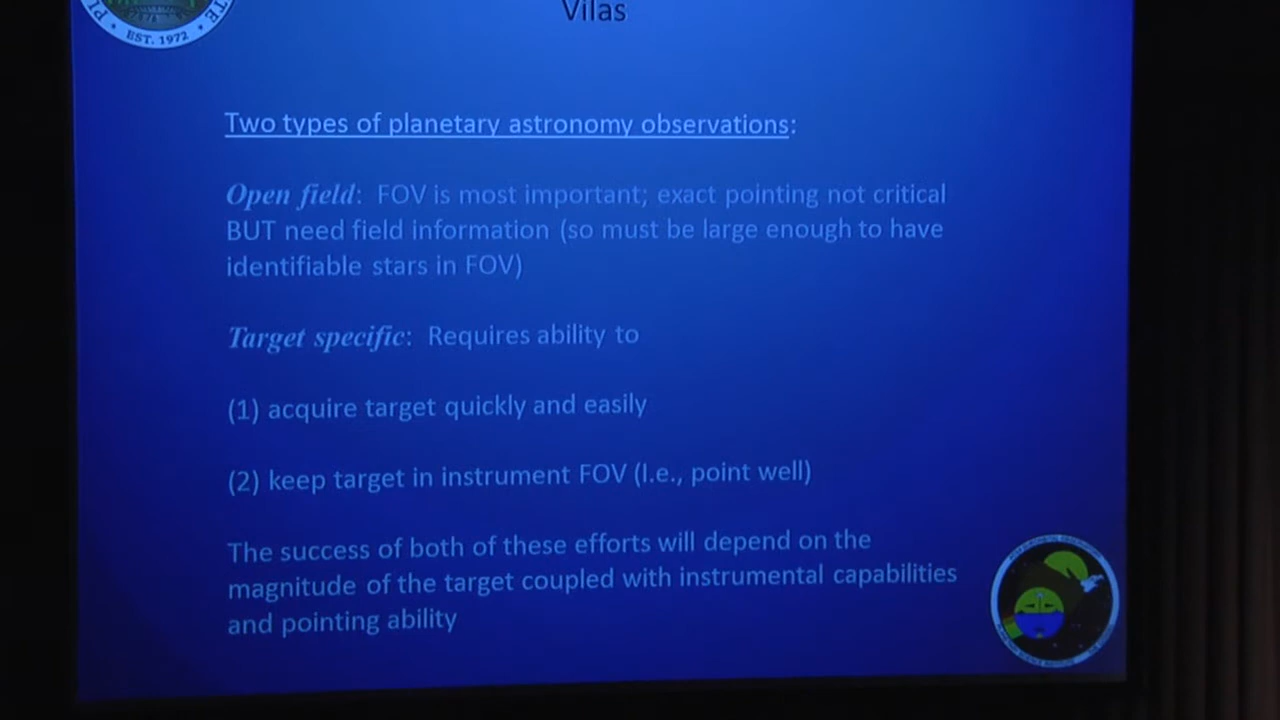 EST. 1972
Vilas
Two types of planetary astronomy observations:
Open field: FOV is most important; exact pointing not critical
BUT need field information (so must be large enough to have
identifiable stars in FOV)
Target specific: Requires ability to
(1) acquire target quickly and easily
(2) keep target in instrument FOV (I.e., point well)
The success of both of these efforts will depend on the
magnitude of the target coupled with instrumental capabilities
and pointing ability